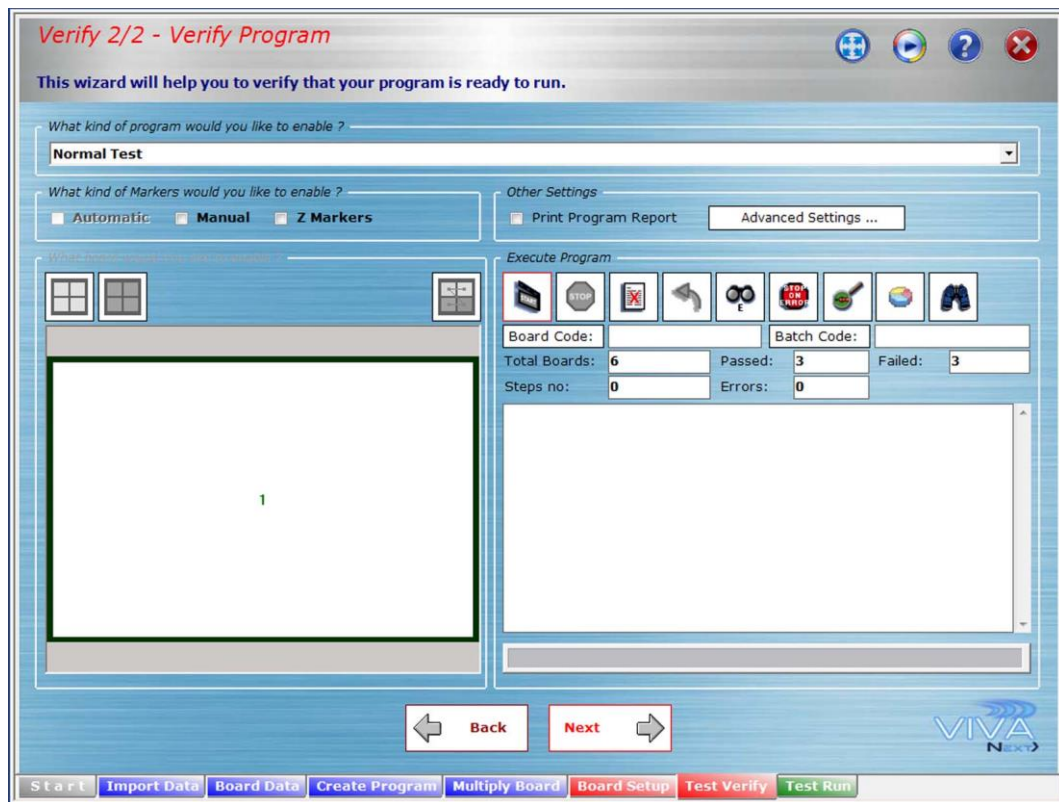 Verify 2/2 - Verify Program
This wizard will help you to verify that your program is ready to run.
What kind of program would you like to enable ?
Normal Test
What kind of Markers would you like to enable ?
Automatic Manual Z Markers
Other Settings
Print Program Report Advanced Settings ...
Execute Program
START STOP E STOP ON ERROR
Board Code: Batch Code:
Total Boards: 6 Passed: 3 Failed: 3
Steps no: 0 Errors: 0
1
Back Next
VIVA
NEXT
Start Import Data Board Data Create Program Multiply Board Board Setup Test Verify Test Run